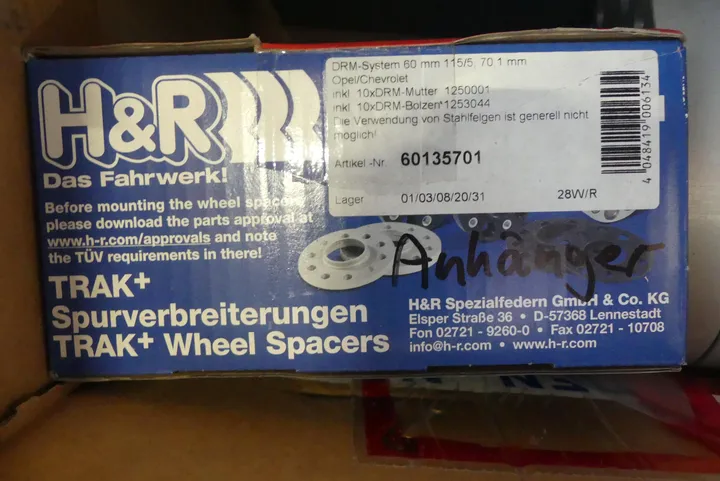 H&R
Das Fahrwerk!
Before mounting the wheel spacers
please download the parts approval at
www.h-r.com/approvals and note
the TÜV requirements in there!
TRAK+
Spurverbreiterungen
TRAK+ Wheel Spacers
DRM-System 60 mm 115/5, 70,1 mm
Opel/Chevrolet
inkl. 10xDRM-Mutter 1250001
inkl. 10xDRM-Bolzen 1253044
Die Verwendung von Stahlfelgen ist generell nicht
möglich!
Artikel -Nr. 60135701
Lager 01/03/08/20/31 28W/R
4 048419 006134
Anhänger
H&R Spezialfedern GmbH & Co. KG
Elsper Straße 36 • D-57368 Lennestadt
Fon 02721 - 9260-0 • Fax 02721 - 10708
info@h-r.com • www.h-r.com